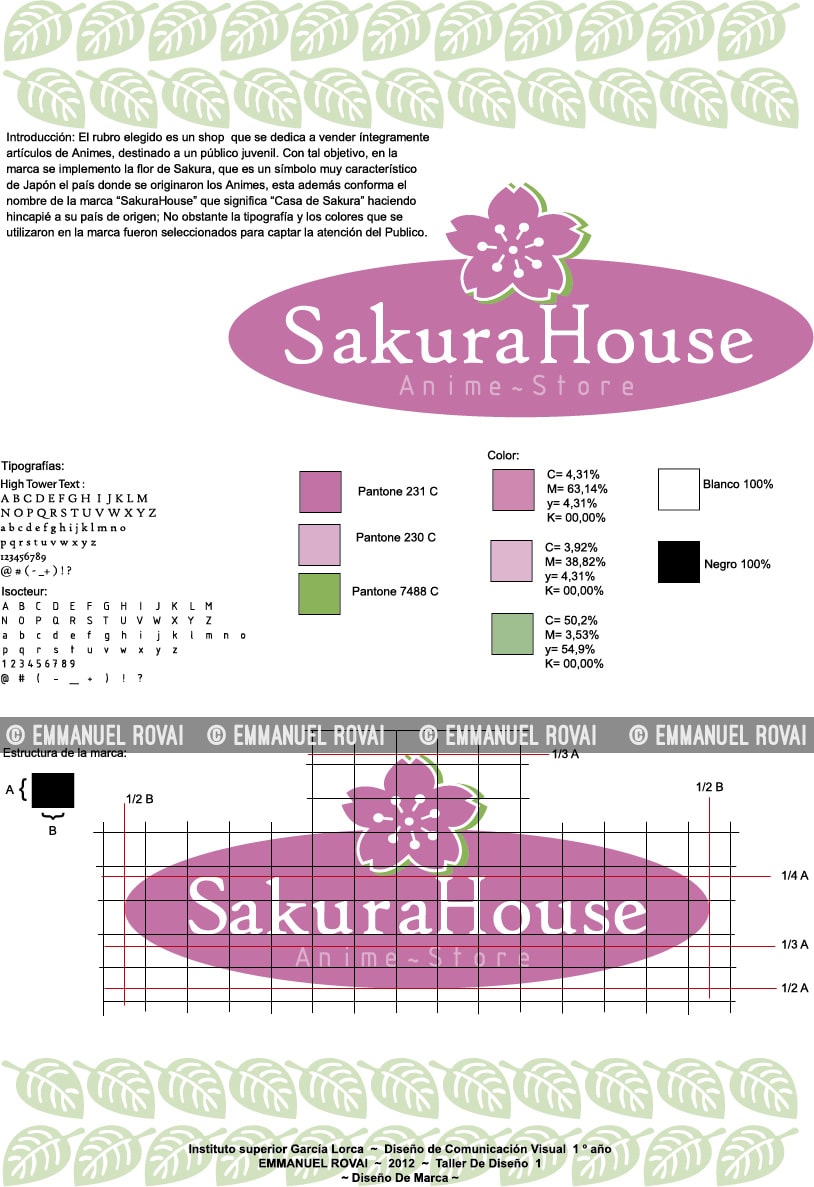 Introducción: El rubro elegido es un shop que se dedica a vender íntegramente
artículos de Animes, destinado a un público juvenil. Con tal objetivo, en la
marca se implemento la flor de Sakura, que es un símbolo muy característico
de Japón el país donde se originaron los Animes, esta además conforma el
nombre de la marca “SakuraHouse” que significa “Casa de Sakura” haciendo
hincapié a su país de origen; No obstante la tipografía y los colores que se
utilizaron en la marca fueron seleccionados para captar la atención del Publico.
Sakura House
Anime~Store
Tipografías:
High Tower Text :
A B C D E F G H I J K L M
N O P Q R S T U V W X Y Z
a b c d e f g h i j k l m n o
p q r s t u v w x y z
123456789
@ # ( - _+ ) ! ?
Isocteur:
A B C D E F G H I J K L M
N O P Q R S T U V W X Y Z
a b c d e f g h i j k l m n o
p q r s t u v w x y z
1 2 3 4 5 6 7 8 9
@ # ( - _ + ) ! ?
Pantone 231 C
Pantone 230 C
Pantone 7488 C
Color:
C= 4,31%
M= 63,14%
y= 4,31%
K= 00,00%
C= 3,92%
M= 38,82%
y= 4,31%
K= 00,00%
C= 50,2%
M= 3,53%
y= 54,9%
K= 00,00%
Blanco 100%
Negro 100%
© EMMANUEL ROVAI © EMMANUEL ROVAI © EMMANUEL ROVAI © EMMANUEL ROVAI
Estructura de la marca:
A {
B
1/3 A
1/2 B
1/2 B
1/4 A
Sakura House
1/3 A
Anime~Store
1/2 A
Instituto superior García Lorca ~ Diseño de Comunicación Visual 1 º año
EMMANUEL ROVAI ~ 2012 ~ Taller De Diseño 1
~ Diseño De Marca ~